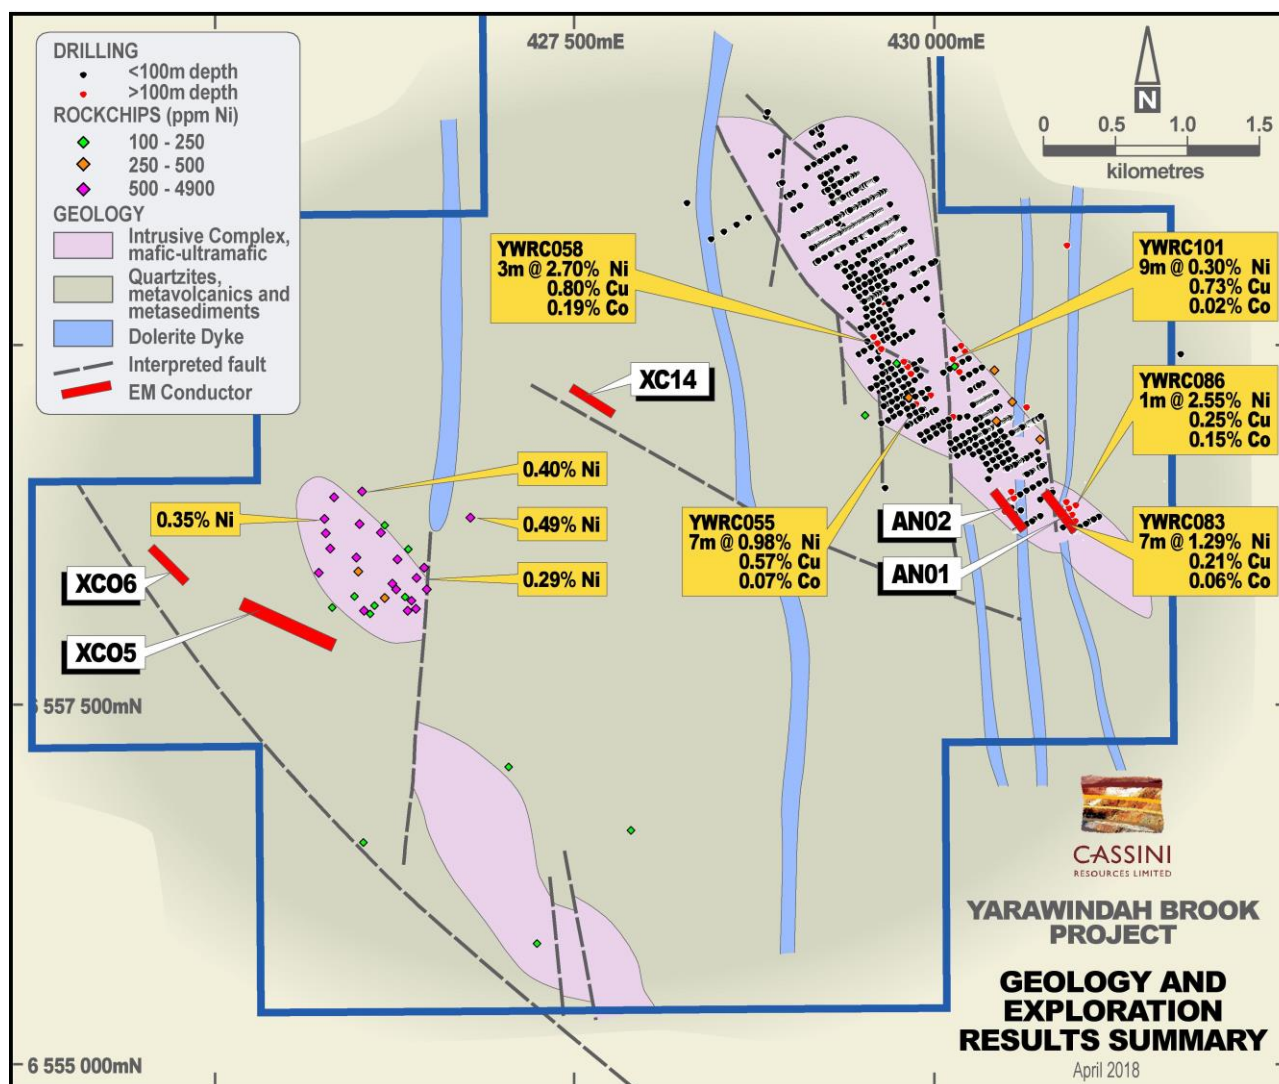 DRILLING
<100m depth
>100m depth
ROCKCHIPS (ppm Ni)
100 - 250
250 - 500
500 - 4900
GEOLOGY
Intrusive Complex,
mafic-ultramafic
Quartzites,
metavolcanics and
metasediments
Dolerite Dyke
Interpreted fault
EM Conductor
427 500mE
430 000mE
N
0 0.5 1.0 1.5
kilometres
YWRC058
3m @ 2.70% Ni
0.80% Cu
0.19% Co
YWRC101
9m @ 0.30% Ni
0.73% Cu
0.02% Co
XC14
YWRC086
1m @ 2.55% Ni
0.25% Cu
0.15% Co
0.40% Ni
0.35% Ni
0.49% Ni
0.29% Ni
YWRC055
7m @ 0.98% Ni
0.57% Cu
0.07% Co
AN02
AN01
YWRC083
7m @ 1.29% Ni
0.21% Cu
0.06% Co
XCO6
XCO5
6 557 500mN
CASSINI
RESOURCES LIMITED
YARAWINDAH BROOK
PROJECT
GEOLOGY AND
EXPLORATION
RESULTS SUMMARY
April 2018
6 555 000mN